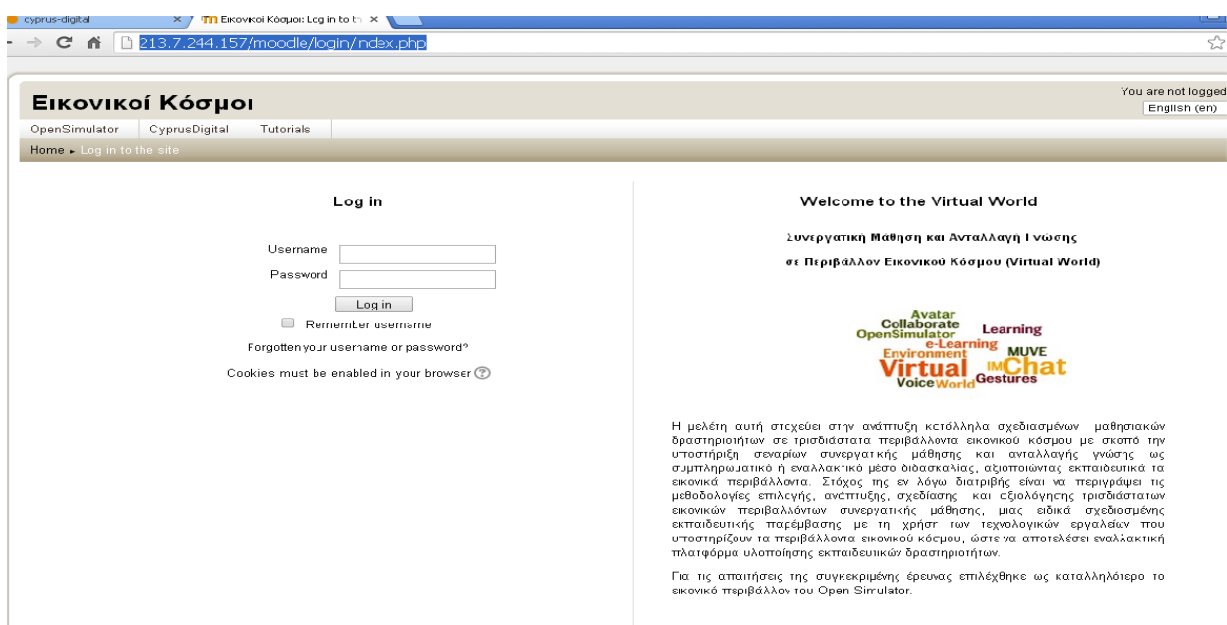 cyprus-digital
Εικονικοί Κόσμοι: Log in to th
213.7.244.157/moodle/login/index.php
Εικονικοί Κόσμοι
You are not logged
English (en)
OpenSimulator CyprusDigital Tutorials
Home ► Log in to the site
Log in
Username
Password
Log in
Remember username
Forgotten your username or password?
Cookies must be enabled in your browser
Welcome to the Virtual World
Συνεργατική Μάθηση και Ανταλλαγή Γνώσης
σε Περιβάλλον Εικονικού Κόσμου (Virtual World)
Avatar
Collaborate
OpenSimulator Learning
e-Learning
Environment MUVE
Virtual IM Chat
Voice World Gestures
Η μελέτη αυτή στοχεύει στην ανάπτυξη κατάλληλα σχεδιασμένων μαθησιακών
δραστηριοτήτων σε τρισδιάστατα περιβάλλοντα εικονικού κόσμου με σκοπό την
υποστήριξη σεναρίων συνεργατικής μάθησης και ανταλλαγής γνώσης ως
συμπληρωματικό ή εναλλακτικό μέσο διδασκαλίας, αξιοποιώντας εκπαιδευτικά τα
εικονικά περιβάλλοντα. Στόχος της εν λόγω διατριβής είναι να περιγράψει τις
μεθοδολογίες επιλογής, ανάπτυξης, σχεδίασης και αξιολόγησης τρισδιάστατων
εικονικών περιβαλλόντων συνεργατικής μάθησης, μιας ειδικά σχεδιασμένης
εκπαιδευτικής παρέμβασης με τη χρήση των τεχνολογικών εργαλείων που
υποστηρίζουν τα περιβάλλοντα εικονικού κόσμου, ώστε να αποτελέσει εναλλακτική
πλατφόρμα υλοποίησης εκπαιδευτικών δραστηριοτήτων.
Για τις απαιτήσεις της συγκεκριμένης έρευνας επιλέχθηκε ως καταλληλότερο το
εικονικό περιβάλλον του Open Simulator.